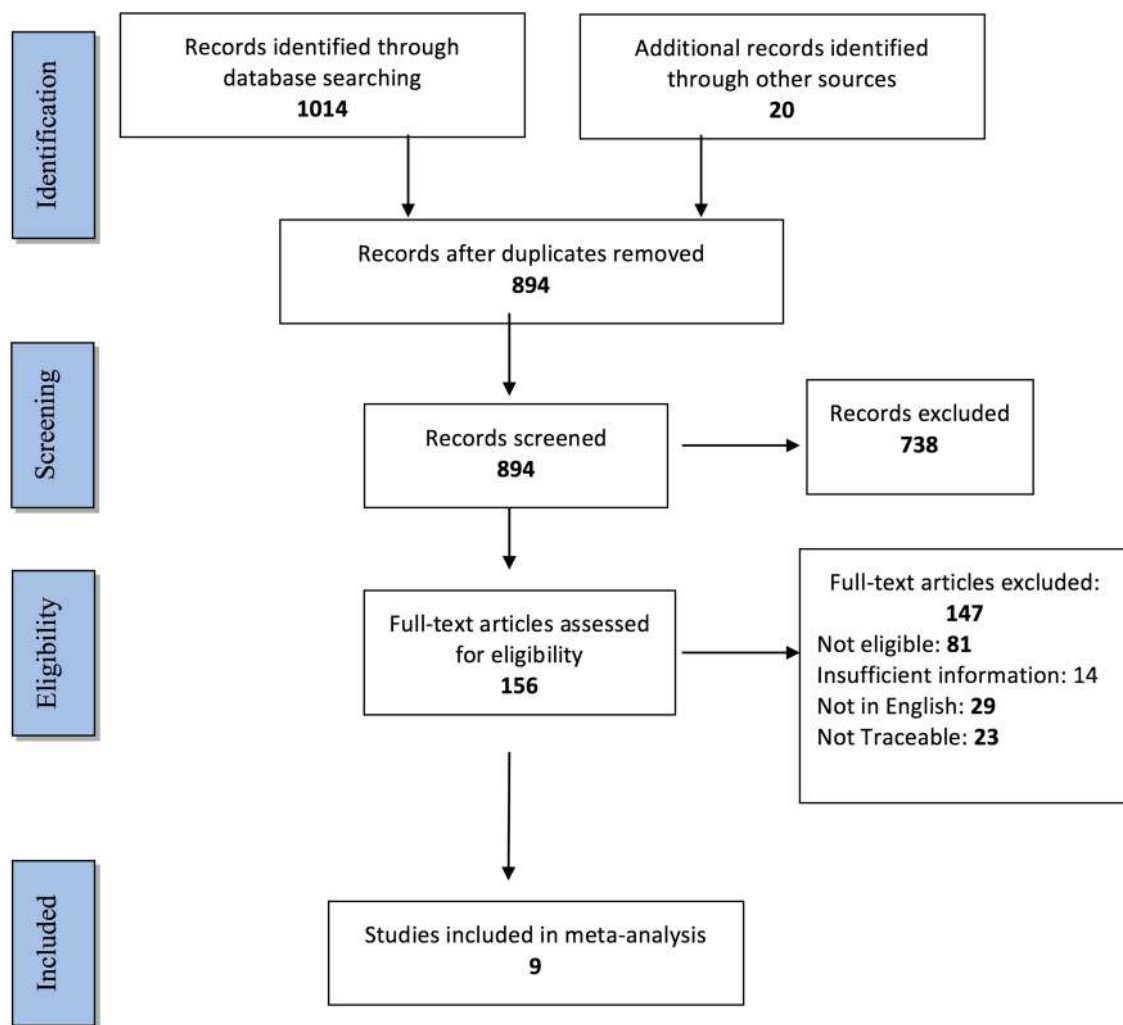 Identification
Records identified through
database searching
1014
Additional records identified
through other sources
20
Records after duplicates removed
894
Screening
Records screened
894
Records excluded
738
Eligibility
Full-text articles assessed
for eligibility
156
Full-text articles excluded:
147
Not eligible: 81
Insufficient information: 14
Not in English: 29
Not Traceable: 23
Included
Studies included in meta-analysis
9